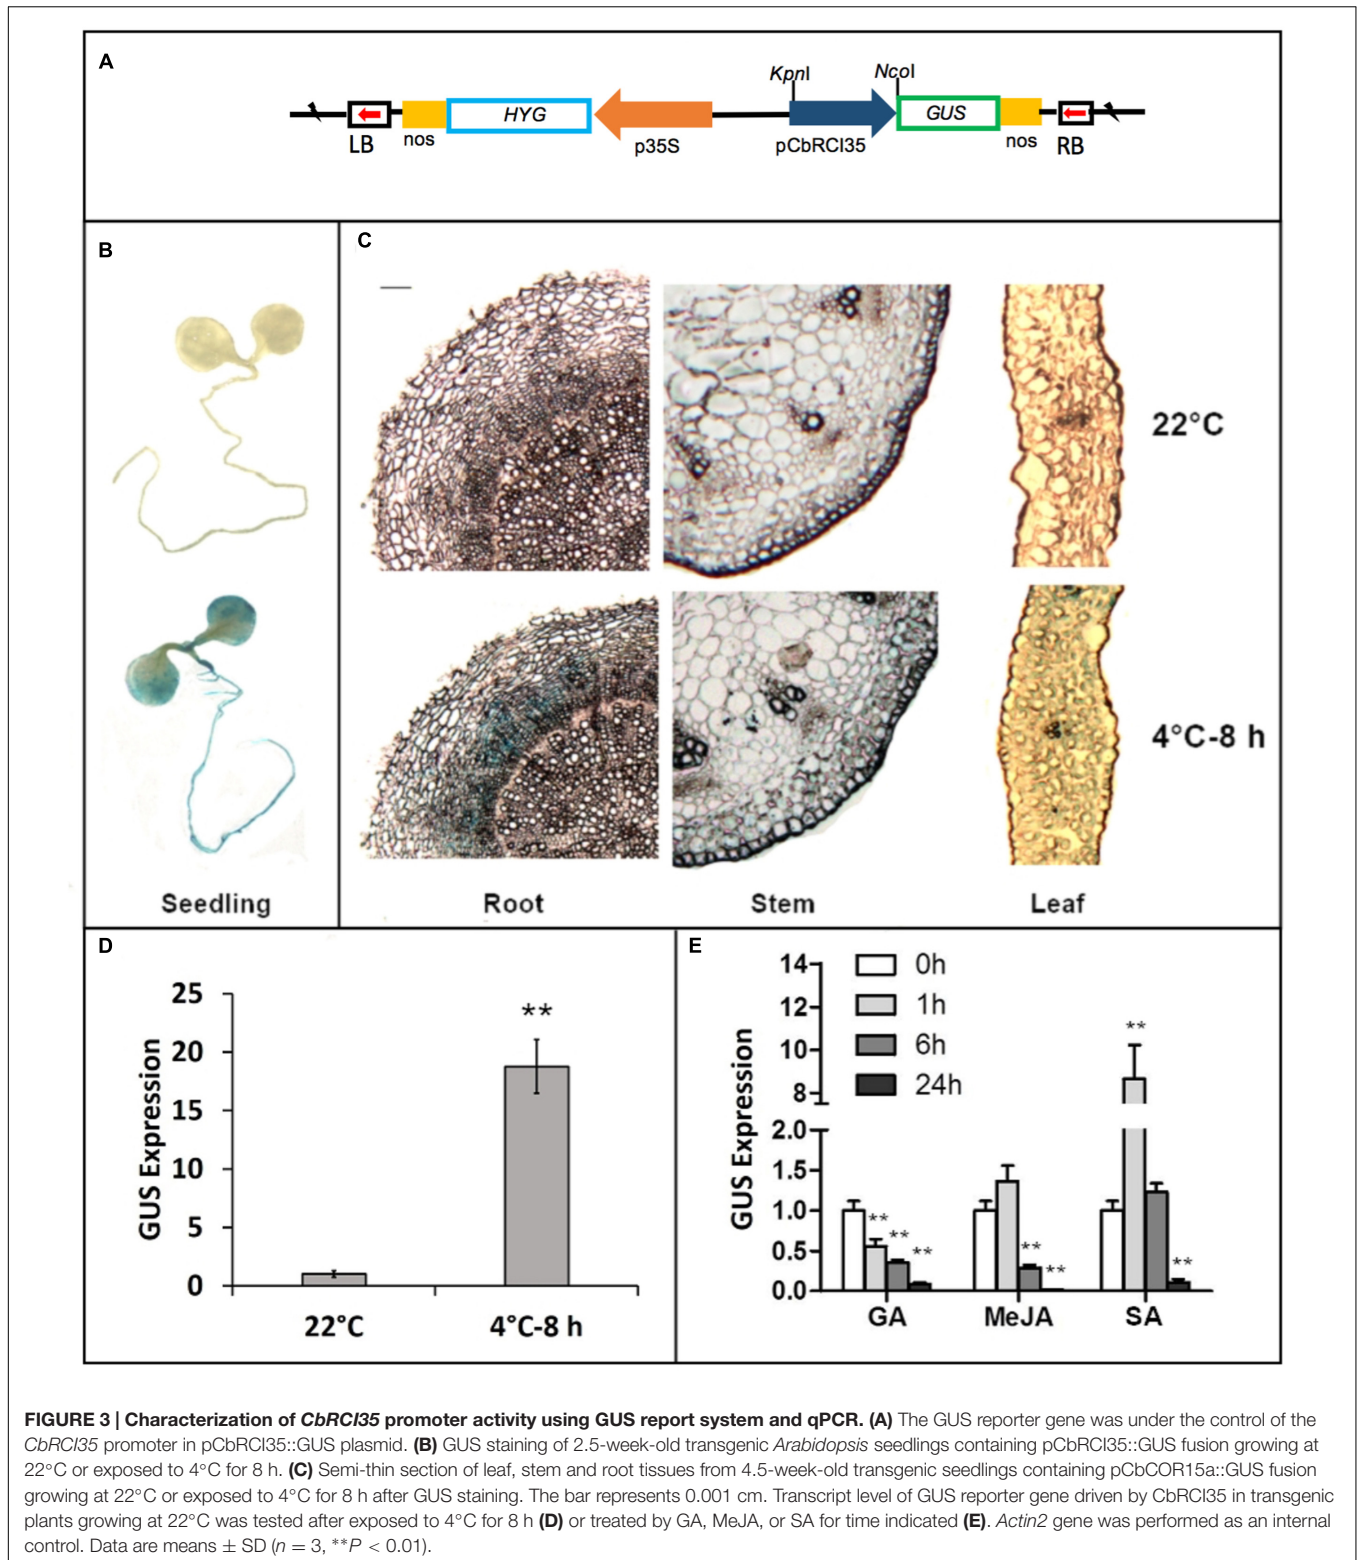 A
KpnI
NcoI
HYG
GUS
LB
nos
p35S
pCbRCI35
nos
RB
B
C
22°C
4°C-8 h
Seedling
Root
Stem
Leaf
D
25
20
15
10
5
0
GUS Expression
**
22°C
4°C-8 h
E
14
12
10
8
2.0
1.5
1.0
0.5
0.0
GUS Expression
0h
1h
6h
24h
**
**
**
**
**
**
**
GA
MeJA
SA
FIGURE 3 | Characterization of CbRCI35 promoter activity using GUS report system and qPCR. (A) The GUS reporter gene was under the control of the
CbRCI35 promoter in pCbRCI35::GUS plasmid. (B) GUS staining of 2.5-week-old transgenic Arabidopsis seedlings containing pCbRCI35::GUS fusion growing at
22°C or exposed to 4°C for 8 h. (C) Semi-thin section of leaf, stem and root tissues from 4.5-week-old transgenic seedlings containing pCbCOR15a::GUS fusion
growing at 22°C or exposed to 4°C for 8 h after GUS staining. The bar represents 0.001 cm. Transcript level of GUS reporter gene driven by CbRCI35 in transgenic
plants growing at 22°C was tested after exposed to 4°C for 8 h (D) or treated by GA, MeJA, or SA for time indicated (E). Actin2 gene was performed as an internal
control. Data are means ± SD (n = 3, **P < 0.01).